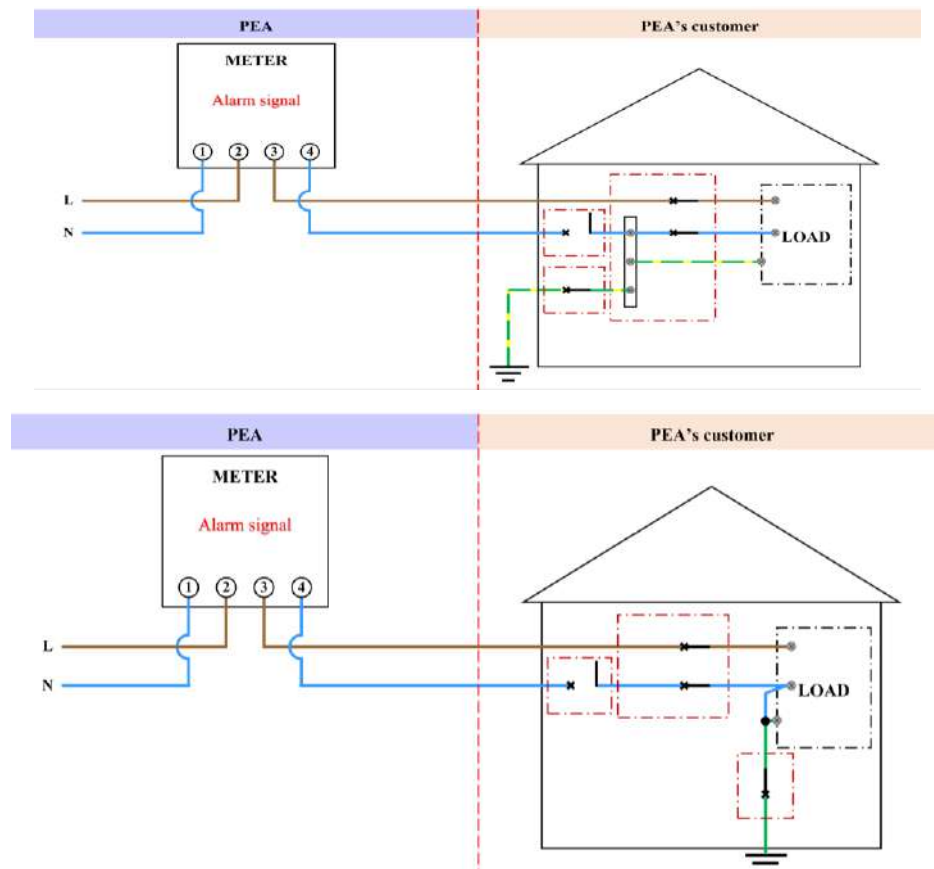 PEA PEA's customer
METER
Alarm signal
1 2 3 4
L
N
LOAD
PEA PEA's customer
METER
Alarm signal
1 2 3 4
L
N
LOAD